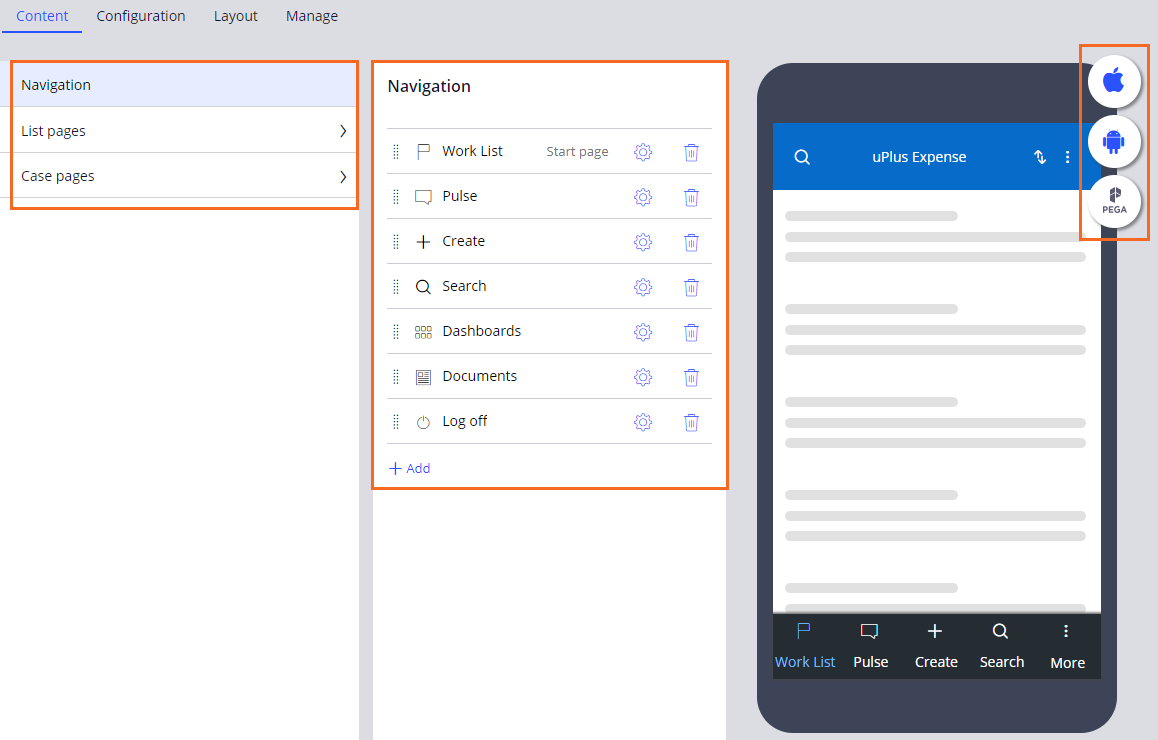 Content Configuration Layout Manage
Navigation
List pages
Case pages
Navigation
Work List Start page
Pulse
Create
Search
Dashboards
Documents
Log off
Add
uPlus Expense
PEGA
Work List Pulse Create Search More